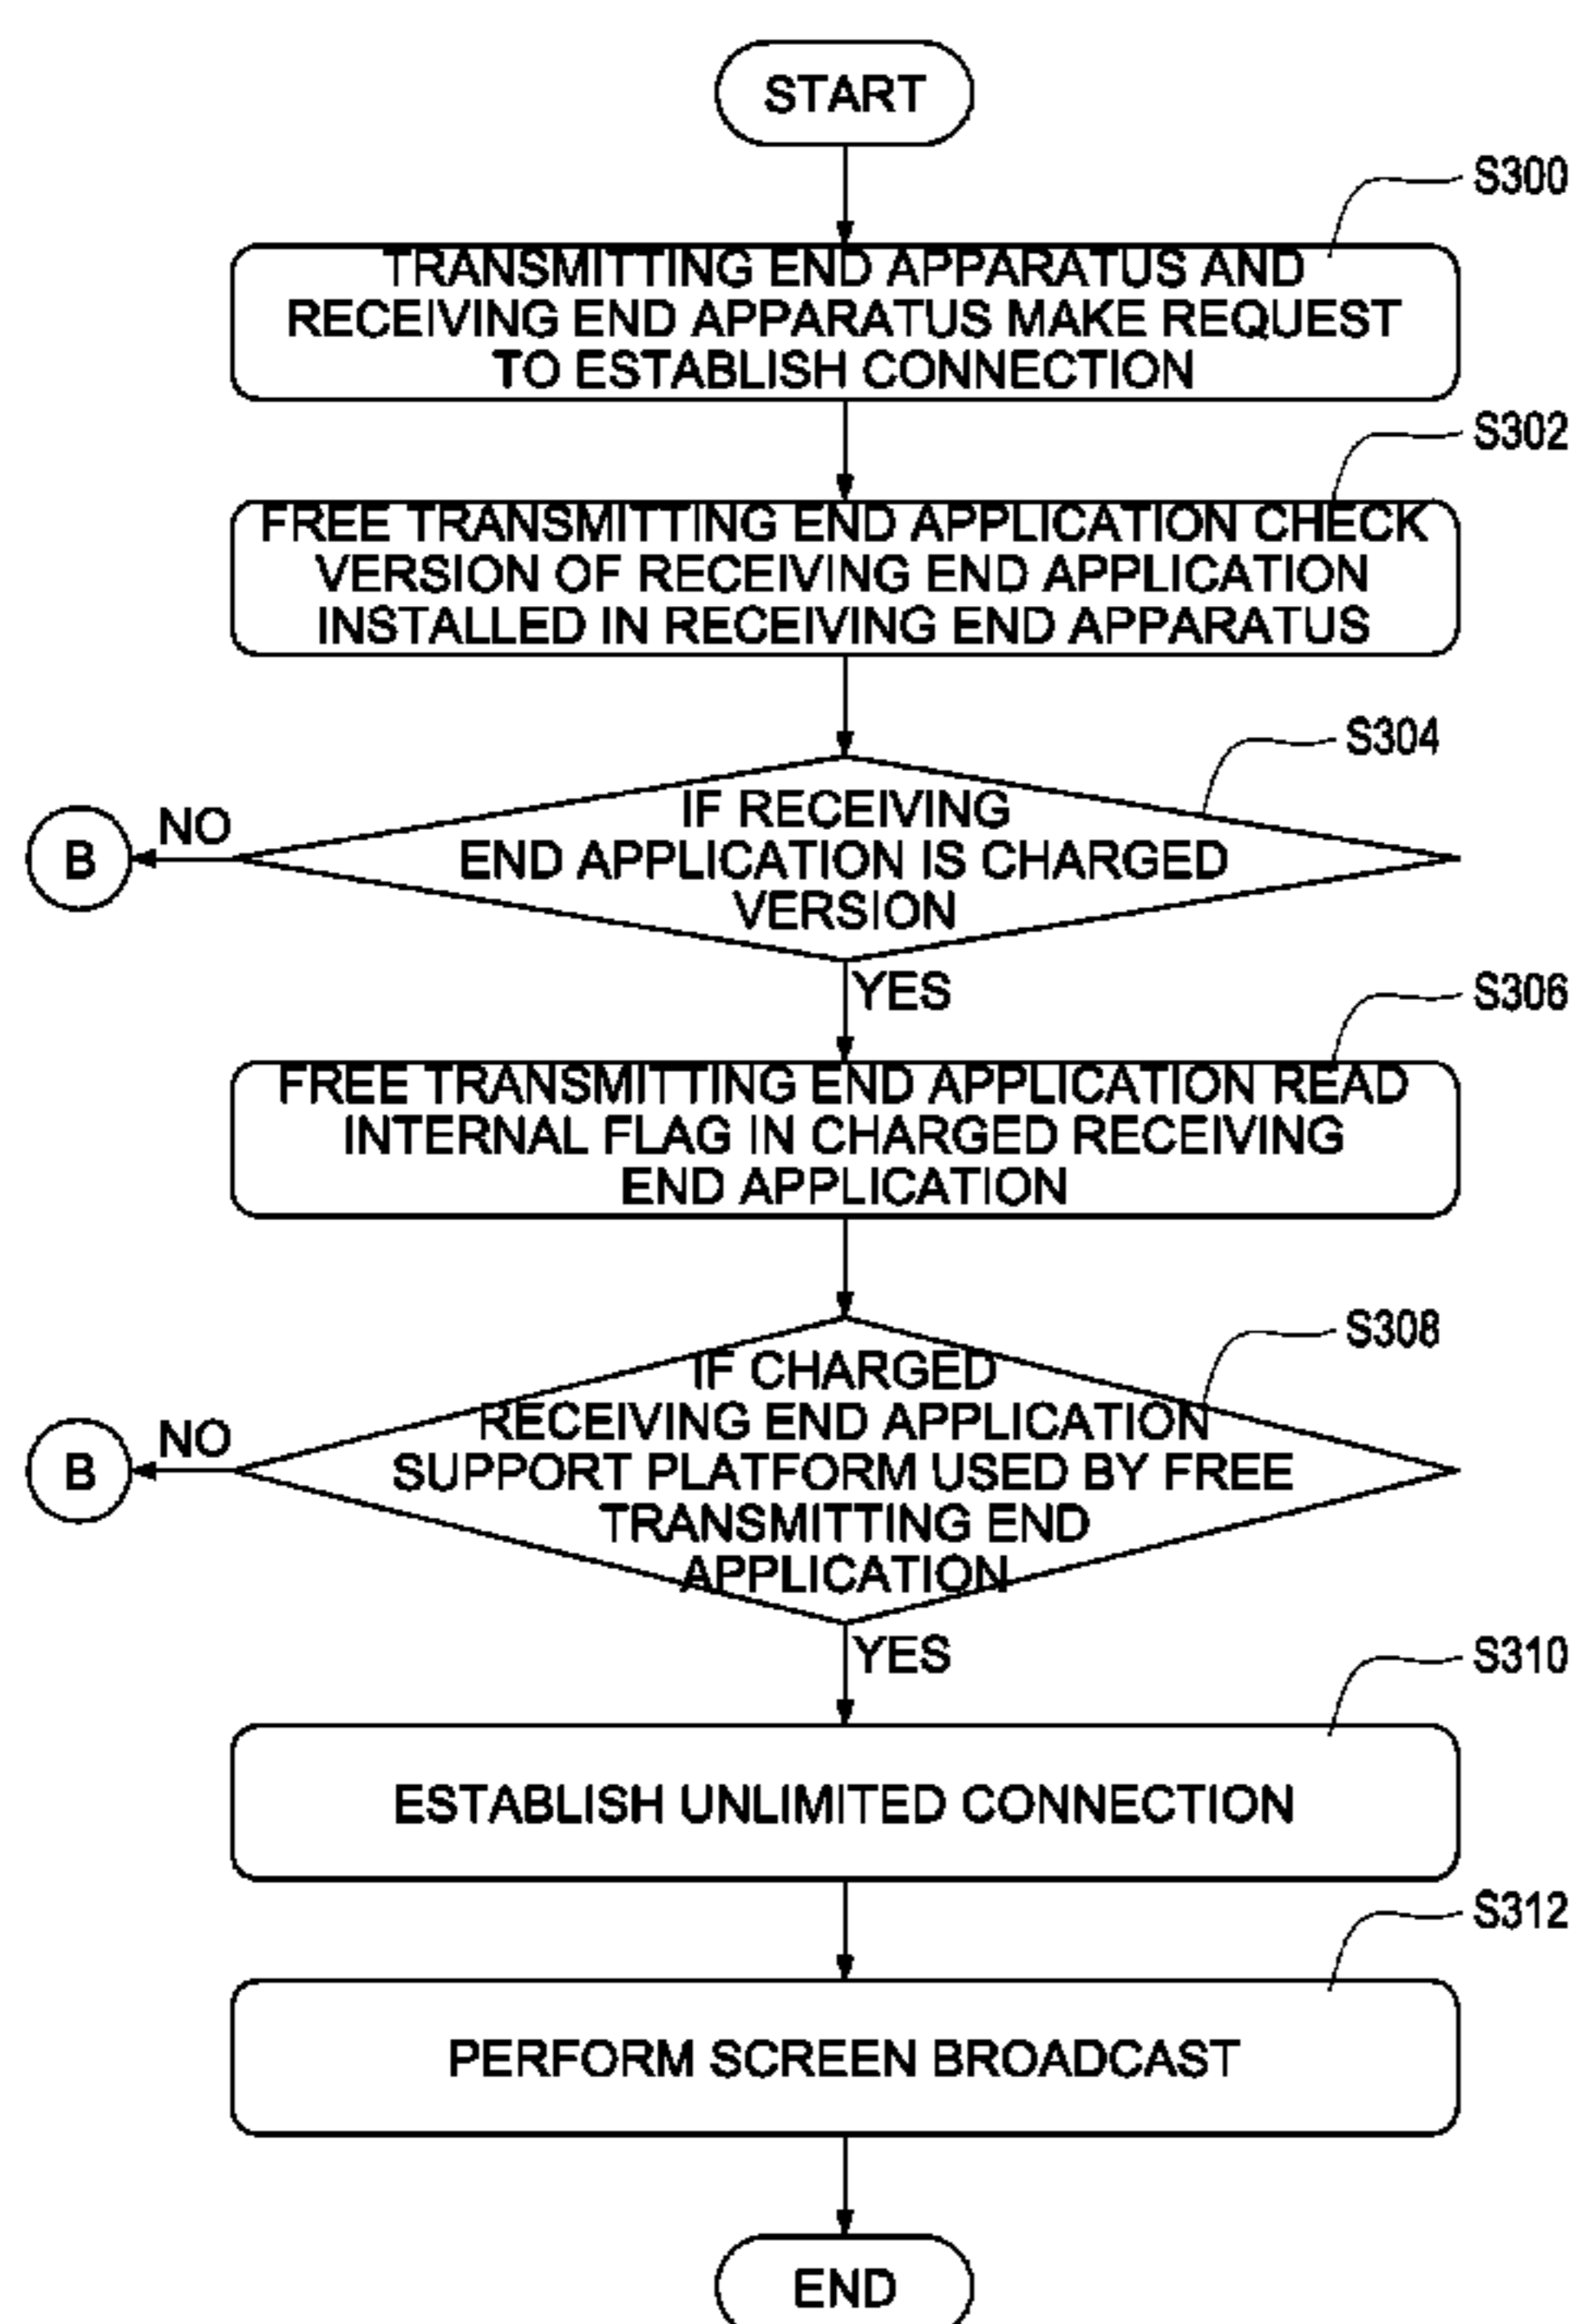 START
S300
TRANSMITTING END APPARATUS AND
RECEIVING END APPARATUS MAKE REQUEST
TO ESTABLISH CONNECTION
S302
FREE TRANSMITTING END APPLICATION CHECK
VERSION OF RECEIVING END APPLICATION
INSTALLED IN RECEIVING END APPARATUS
S304
IF RECEIVING
END APPLICATION IS CHARGED
VERSION
NO
B
YES
S306
FREE TRANSMITTING END APPLICATION READ
INTERNAL FLAG IN CHARGED RECEIVING
END APPLICATION
S308
IF CHARGED
RECEIVING END APPLICATION
SUPPORT PLATFORM USED BY FREE
TRANSMITTING END
APPLICATION
NO
B
YES
S310
ESTABLISH UNLIMITED CONNECTION
S312
PERFORM SCREEN BROADCAST
END